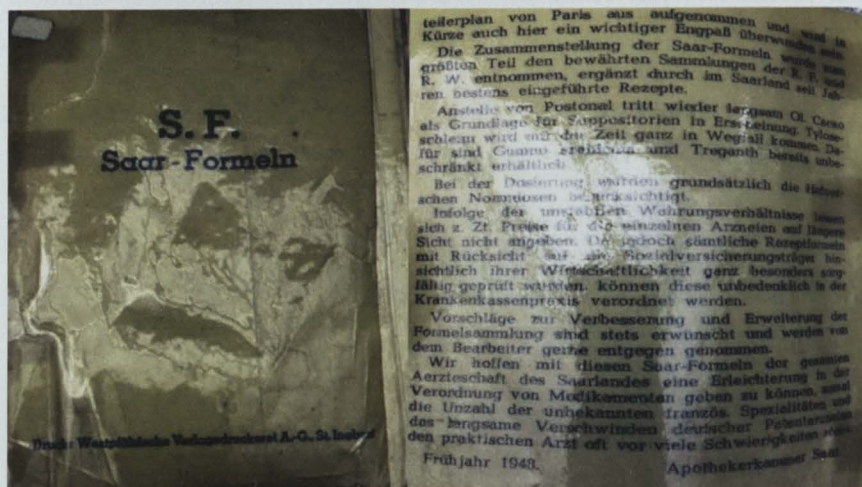 S. F.
Saar-Formeln
Druck: Westpfälzische Verlagsdruckerei A.-G., St. Ingbert
teilerplan von Paris aus aufgenommen und wird in
Kürze auch hier ein wichtiger Engpaß überwunden sein.
Die Zusammenstellung der Saar-Formeln wurde zum
größten Teil den bewährten Sammlungen der R. F. und
R. W. entnommen, ergänzt durch im Saarland seit Jah-
ren bestens eingeführte Rezepte.
Anstelle von Postonal tritt wieder langsam Ol. Cacao
als Grundlage für Suppositorien in Erscheinung. Tylose-
schleim wird mit der Zeit ganz in Wegfall kommen. Da-
für sind Gummi arabicum und Treganth bereits unbe-
schränkt erhältlich.
Bei der Dosierung wurden grundsätzlich die
schen Normdosen berücksichtigt.
Infolge der unstabilen Währungsverhältnisse lassen
sich z. Zt. Preise für die einzelnen Arzneien auf längere
Sicht nicht angeben. Da jedoch sämtliche Rezeptformeln
mit Rücksicht auf die Sozialversicherungsträger hin-
sichtlich ihrer Wirtschaftlichkeit ganz besonders sorg-
fältig geprüft wurden, können diese unbedenklich in der
Krankenkassenpraxis verordnet werden.
Vorschläge zur Verbesserung und Erweiterung der
Formelsammlung sind stets erwünscht und werden von
dem Bearbeiter gerne entgegen genommen.
Wir hoffen mit diesen Saar-Formeln der gesamten
Aerzteschaft des Saarlandes eine Erleichterung in der
Verordnung von Medikamenten geben zu können, zumal
die Unzahl der unbekannten französ. Spezialitäten und
das langsame Verschwinden deutscher
den praktischen Arzt oft vor viele Schwierigkeiten stellt.
Frühjahr 1948.
Apothekerkammer Saar